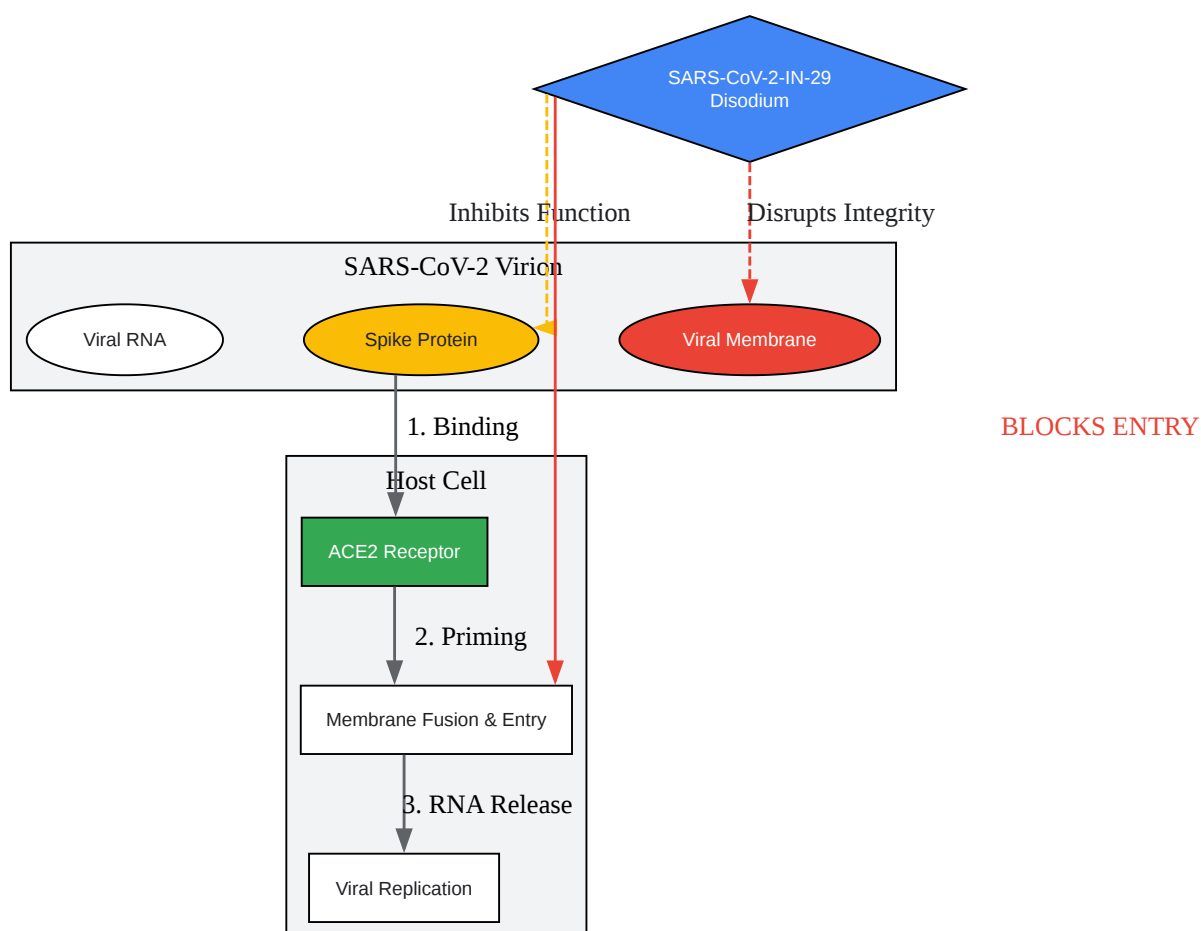 SARS-CoV-2-IN-29
Disodium
Inhibits Function
Disrupts Integrity
SARS-CoV-2 Virion
Viral RNA
Spike Protein
Viral Membrane
1. Binding
BLOCKS ENTRY
Host Cell
ACE2 Receptor
2. Priming
Membrane Fusion & Entry
3. RNA Release
Viral Replication